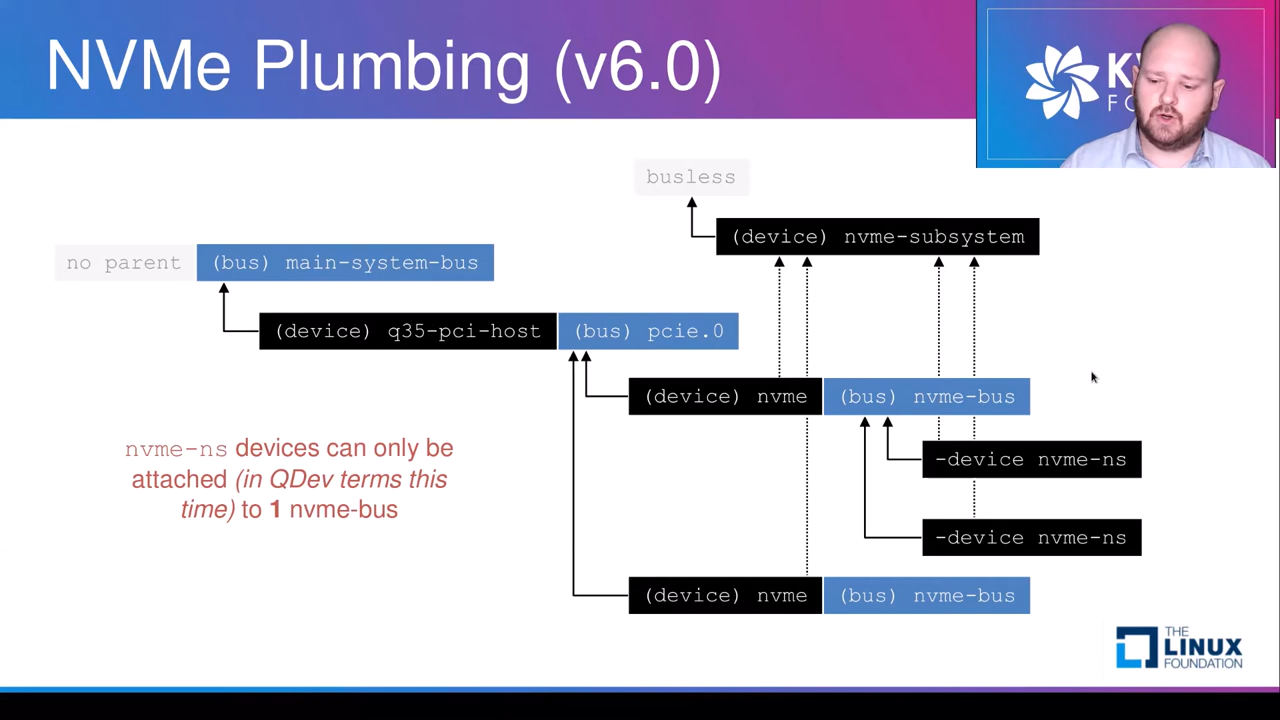 NVMe Plumbing (v6.0)
busless
(device) nvme-subsystem
no parent (bus) main-system-bus
(device) q35-pci-host (bus) pcie.0
(device) nvme (bus) nvme-bus
nvme-ns devices can only be
attached (in QDev terms this
time) to 1 nvme-bus
-device nvme-ns
-device nvme-ns
(device) nvme (bus) nvme-bus
THE
LINUX
FOUNDATION